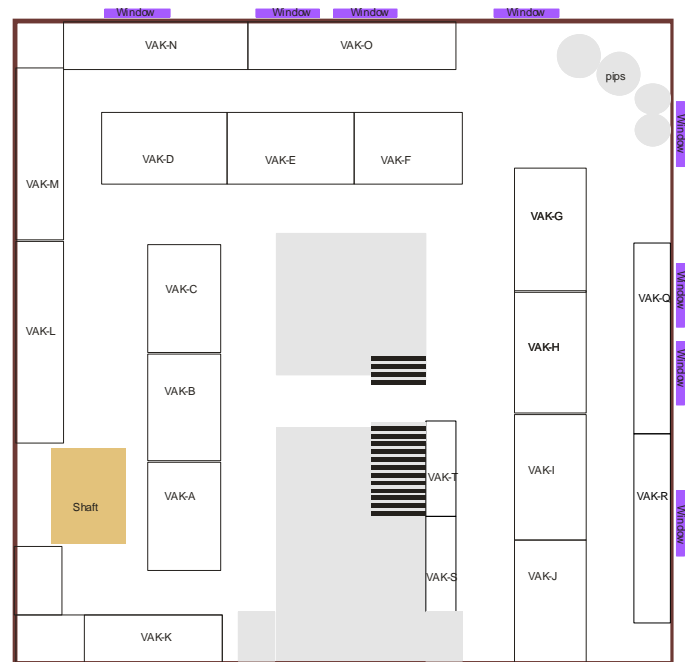 Window
Window
Window
Window
VAK-N
VAK-O
pips
Window
VAK-D
VAK-E
VAK-F
VAK-M
VAK-G
VAK-C
VAK-Q
Window
VAK-L
VAK-H
Window
VAK-B
VAK-T
VAK-I
VAK-A
VAK-R
Shaft
Window
VAK-S
VAK-J
VAK-K